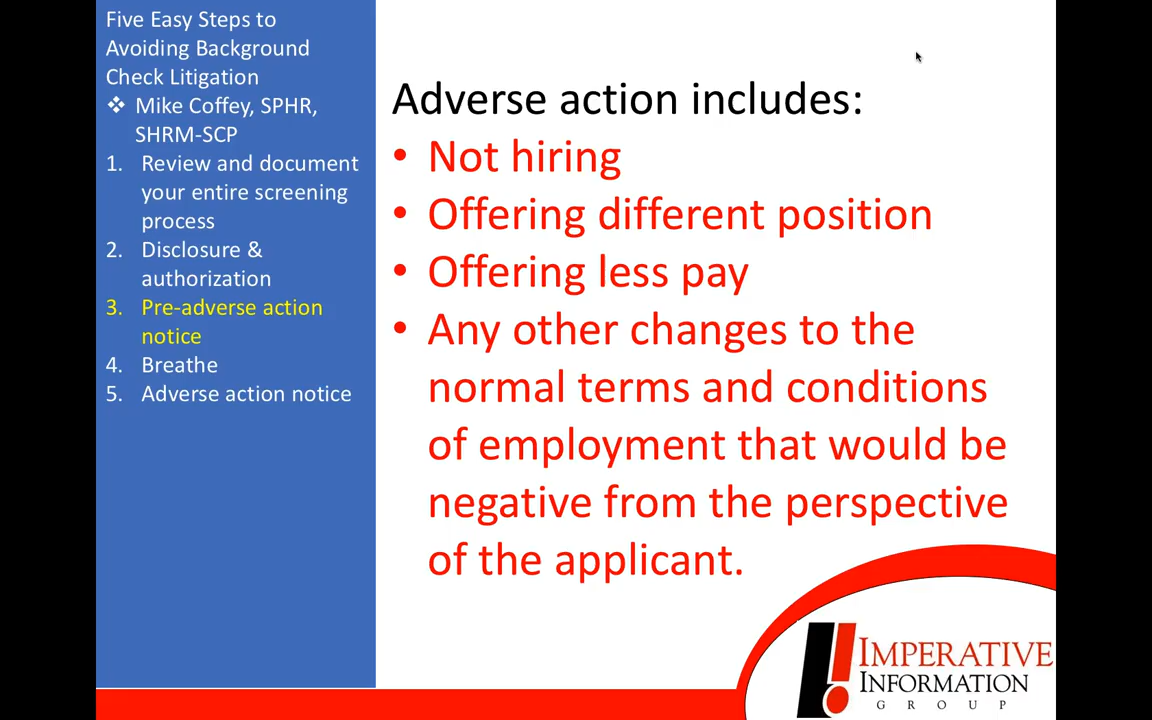 Five Easy Steps to
Avoiding Background
Check Litigation
❖ Mike Coffey, SPHR,
SHRM-SCP
1. Review and document
your entire screening
process
2. Disclosure &
authorization
3. Pre-adverse action
notice
4. Breathe
5. Adverse action notice
Adverse action includes:
• Not hiring
• Offering different position
• Offering less pay
• Any other changes to the
normal terms and conditions
of employment that would be
negative from the perspective
of the applicant.
IMPERATIVE
INFORMATION
GROUP